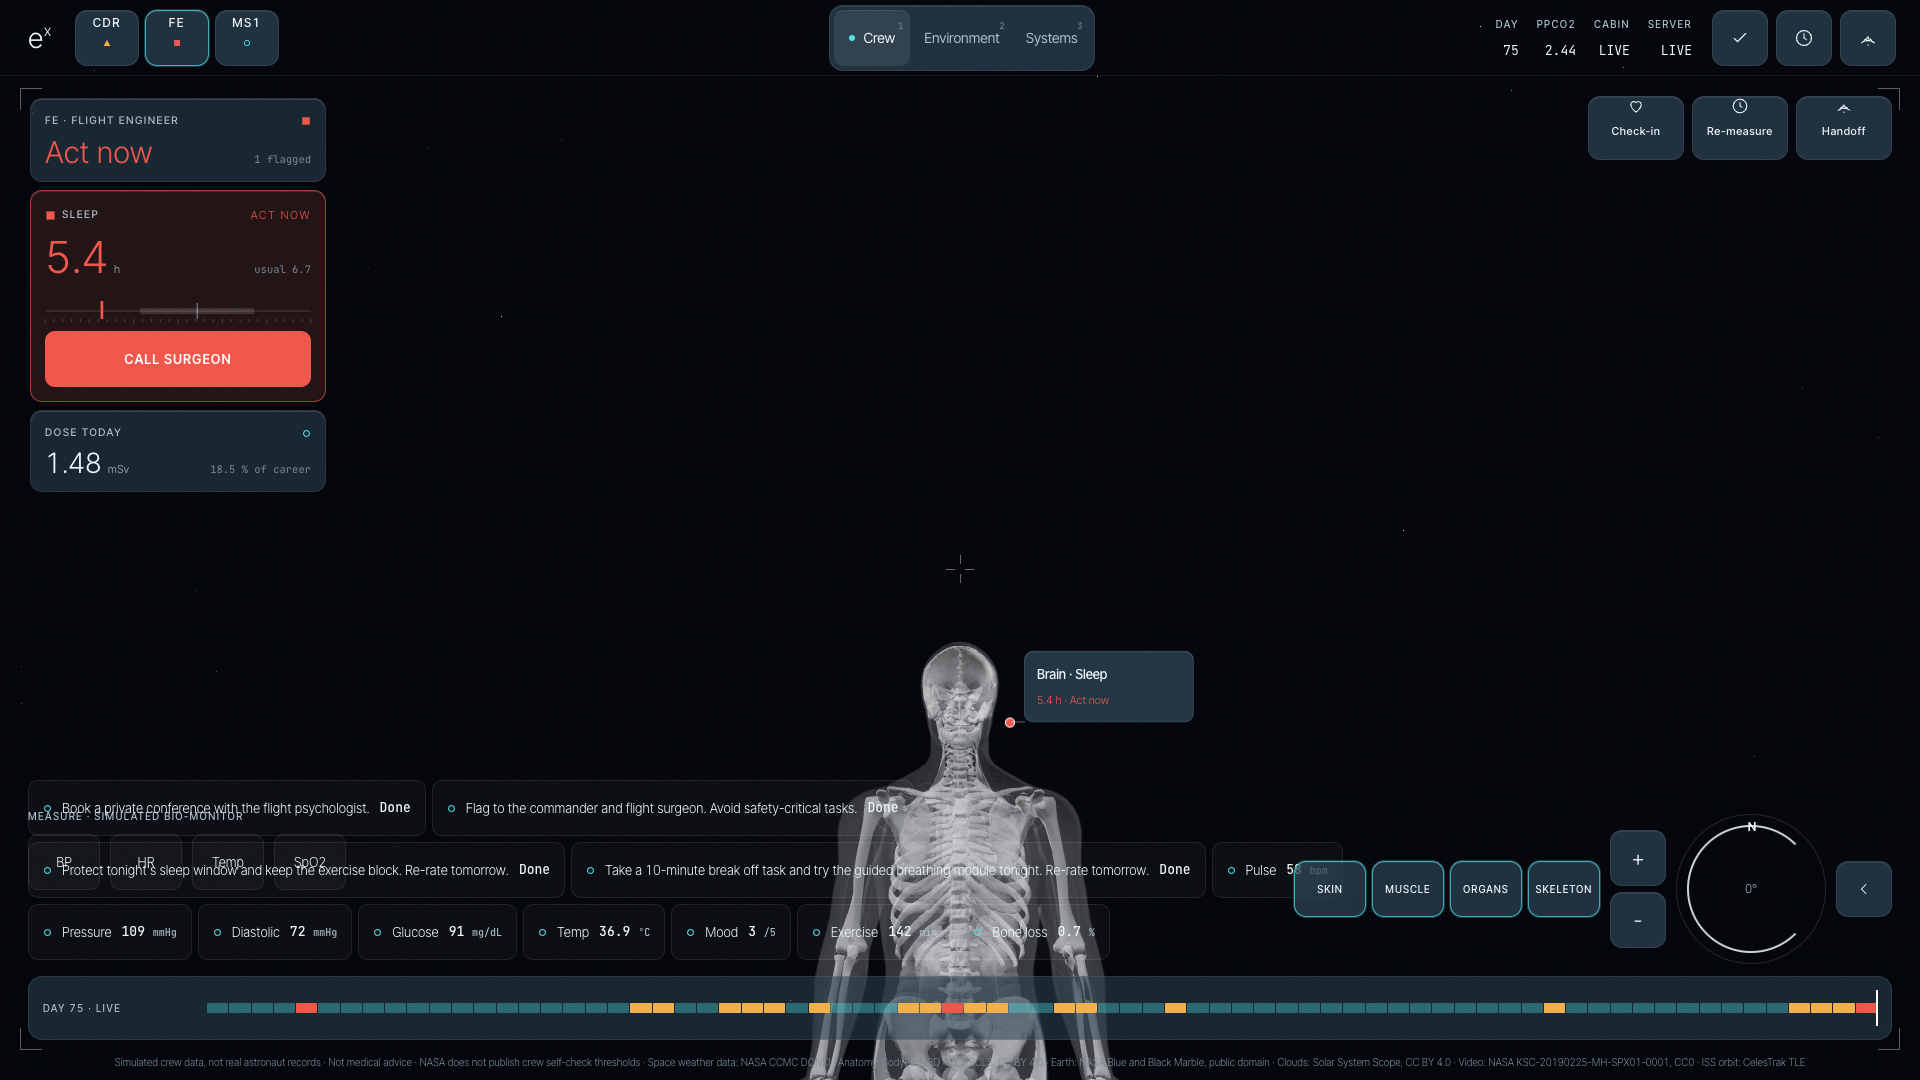 e^x
CDR
FE
MS1
Crew 1
Environment 2
Systems 3
DAY PPCO2 CABIN SERVER
75 2.44 LIVE LIVE
FE · FLIGHT ENGINEER
Act now
1 flagged
Check-in
Re-measure
Handoff
SLEEP
ACT NOW
5.4 h
usual 6.7
CALL SURGEON
DOSE TODAY
1.48 mSv
18.5 % of career
Brain · Sleep
5.4 h · Act now
Book a private conference with the flight psychologist. Done
Flag to the commander and flight surgeon. Avoid safety-critical tasks. Done
MEASURE · SIMULATED BIO-MONITOR
BP
HR
Temp
SpO2
Protect tonight's sleep window and keep the exercise block. Re-rate tomorrow. Done
Take a 10-minute break off task and try the guided breathing module tonight. Re-rate tomorrow. Done
Pulse bpm
SKIN
MUSCLE
ORGANS
SKELETON
+
−
N
0°
Pressure 109 mmHg
Diastolic 72 mmHg
Glucose 91 mg/dL
Temp 36.9 °C
Mood 3 /5
Exercise 142 min
Bone loss 0.7 %
DAY 75 · LIVE
Simulated crew data, not real astronaut records · Not medical advice · NASA does not publish crew self-check thresholds · Space weather data: NASA CCMC DONKI · Anatomy: CC BY 4.0 · Earth: NASA Blue and Black Marble, public domain · Clouds: Solar System Scope, CC BY 4.0 · Video: NASA KSC-20190225-MH-SPX01-0001, CC0 · ISS orbit: CelesTrak TLE